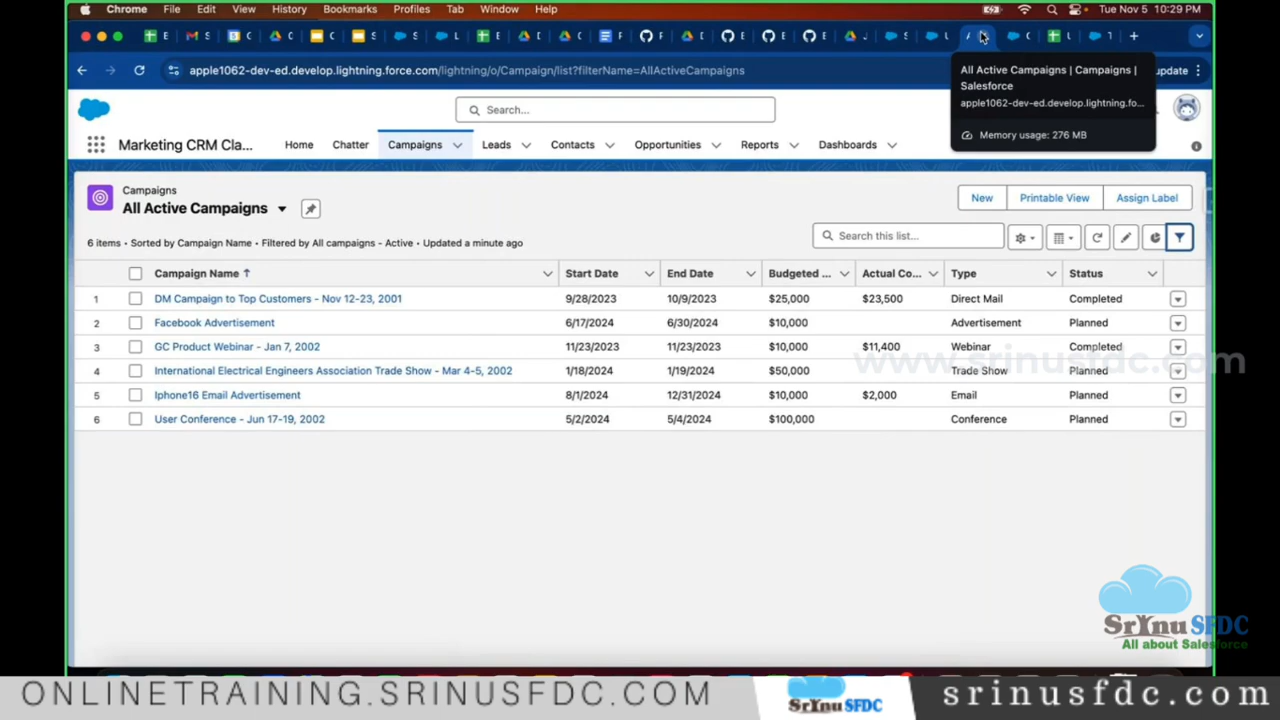 Chrome File Edit View History Bookmarks Profiles Tab Window Help Tue Nov 5 10:29 PM
apple1062-dev-ed.develop.lightning.force.com/lightning/o/Campaign/list?filterName=AllActiveCampaigns
update
All Active Campaigns | Campaigns |
Salesforce
apple1062-dev-ed.develop.lightning.fo...
Memory usage: 276 MB
Search...
Marketing CRM Cla... Home Chatter Campaigns Leads Contacts Opportunities Reports Dashboards
Campaigns
All Active Campaigns
New Printable View Assign Label
6 items • Sorted by Campaign Name • Filtered by All campaigns - Active • Updated a minute ago
Search this list...
Campaign Name Start Date End Date Budgeted ... Actual Co... Type Status
1 DM Campaign to Top Customers - Nov 12-23, 2001 9/28/2023 10/9/2023 $25,000 $23,500 Direct Mail Completed
2 Facebook Advertisement 6/17/2024 6/30/2024 $10,000 Advertisement Planned
3 GC Product Webinar - Jan 7, 2002 11/23/2023 11/23/2023 $10,000 $11,400 Webinar Completed
www.srinusfdc.com
4 International Electrical Engineers Association Trade Show - Mar 4-5, 2002 1/18/2024 1/19/2024 $50,000 Trade Show Planned
5 Iphone16 Email Advertisement 8/1/2024 12/31/2024 $10,000 $2,000 Email Planned
6 User Conference - Jun 17-19, 2002 5/2/2024 5/4/2024 $100,000 Conference Planned
SrInu SFDC
All about Salesforce
ONLINETRAINING.SRINUSFDC.COM
SrInu SFDC
srinusfdc.com